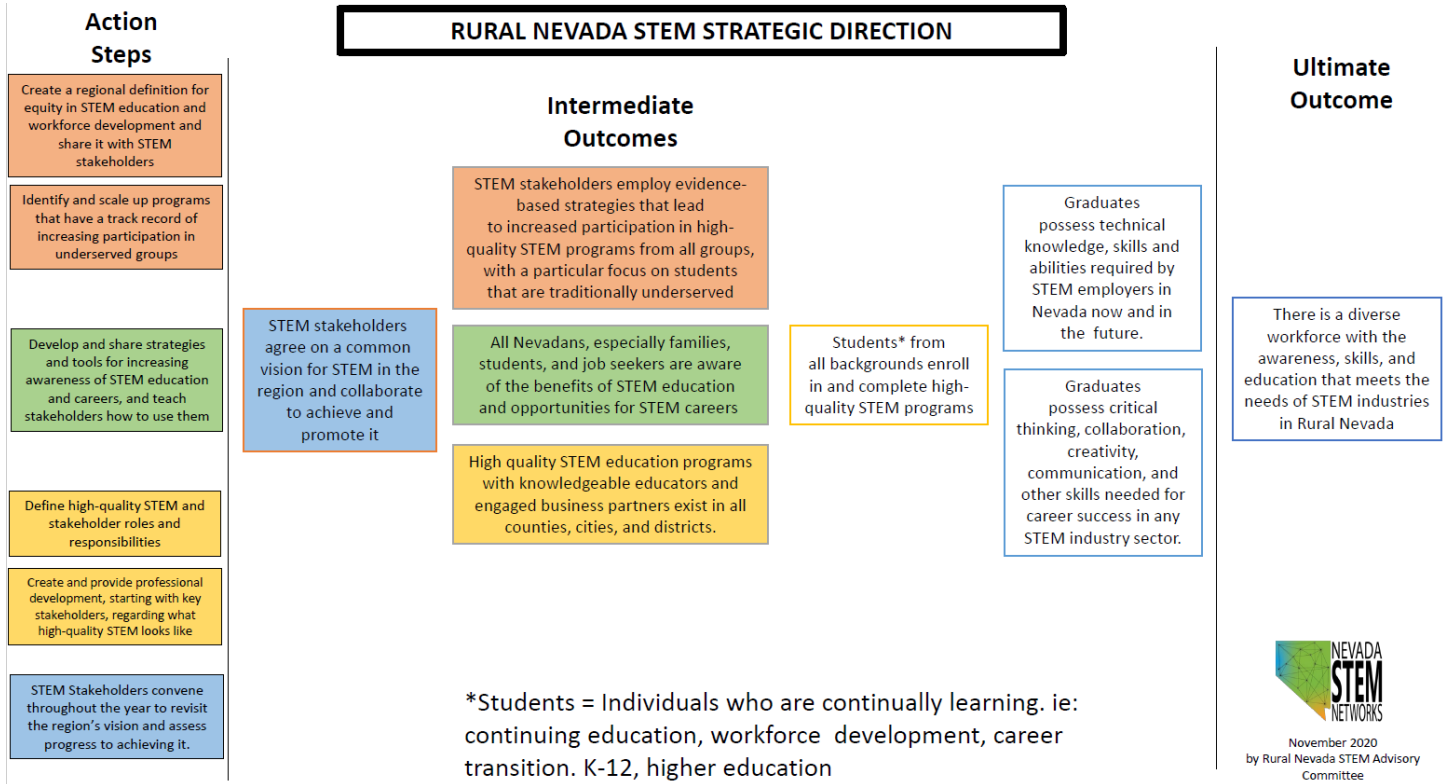 Action
Steps
RURAL NEVADA STEM STRATEGIC DIRECTION
Create a regional definition for
equity in STEM education and
workforce development and
share it with STEM
stakeholders
Identify and scale up programs
that have a track record of
increasing participation in
underserved groups
Develop and share strategies
and tools for increasing
awareness of STEM education
and careers, and teach
stakeholders how to use them
Define high-quality STEM and
stakeholder roles and
responsibilities
Create and provide professional
development, starting with key
stakeholders, regarding what
high-quality STEM looks like
STEM Stakeholders convene
throughout the year to revisit
the region's vision and assess
progress to achieving it.
Intermediate
Outcomes
STEM stakeholders
agree on a common
vision for STEM in the
region and collaborate
to achieve and
promote it
STEM stakeholders employ evidence-
based strategies that lead
to increased participation in high-
quality STEM programs from all groups,
with a particular focus on students
that are traditionally underserved
All Nevadans, especially families,
students, and job seekers are aware
of the benefits of STEM education
and opportunities for STEM careers
High quality STEM education programs
with knowledgeable educators and
engaged business partners exist in all
counties, cities, and districts.
Students* from
all backgrounds enroll
in and complete high-
quality STEM programs
Graduates
possess technical
knowledge, skills and
abilities required by
STEM employers in
Nevada now and in
the future.
Graduates
possess critical
thinking, collaboration,
creativity,
communication, and
other skills needed for
career success in any
STEM industry sector.
Ultimate
Outcome
There is a diverse
workforce with the
awareness, skills, and
education that meets the
needs of STEM industries
in Rural Nevada
*Students = Individuals who are continually learning. ie:
continuing education, workforce development, career
transition. K-12, higher education
NEVADA
STEM
NETWORKS
November 2020
by Rural Nevada STEM Advisory
Committee